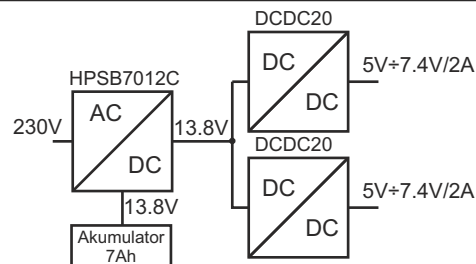 DCDC20
DC
DC
5V÷7.4V/2A
HPSB7012C
AC
DC
230V
13.8V
DCDC20
DC
DC
5V÷7.4V/2A
13.8V
Akumulator
7Ah